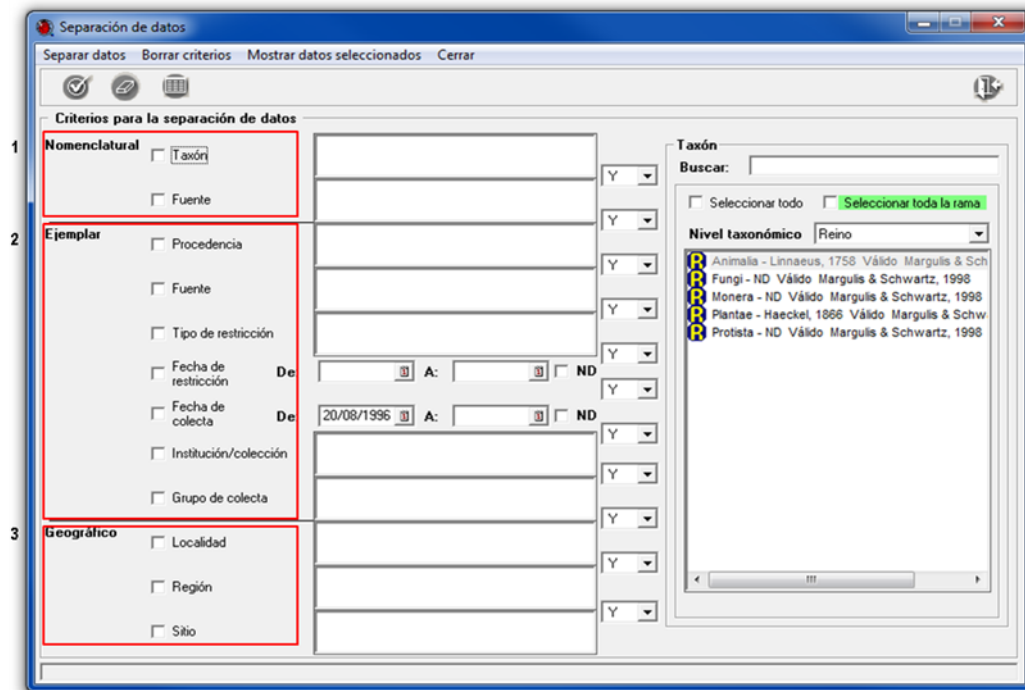 Separación de datos
Separar datos Borrar criterios Mostrar datos seleccionados Cerrar
Criterios para la separación de datos
1
Nomenclatural
Taxón
Y
Fuente
Y
2
Ejemplar
Procedencia
Y
Fuente
Y
Tipo de restricción
Y
Fecha de
restricción
De
A:
ND
Y
Fecha de
colecta
De
20/08/1996
A:
ND
Y
Institución/colección
Y
Grupo de colecta
Y
3
Geográfico
Localidad
Y
Región
Y
Sitio
Taxón
Buscar:
Seleccionar todo
Seleccionar toda la rama
Nivel taxonómico Reino
R Animalia - Linnaeus, 1758 Válido Margulis & Sch
R Fungi - ND Válido Margulis & Schwartz, 1998
R Monera - ND Válido Margulis & Schwartz, 1998
R Plantae - Haeckel, 1866 Válido Margulis & Schw
R Protista - ND Válido Margulis & Schwartz, 1998